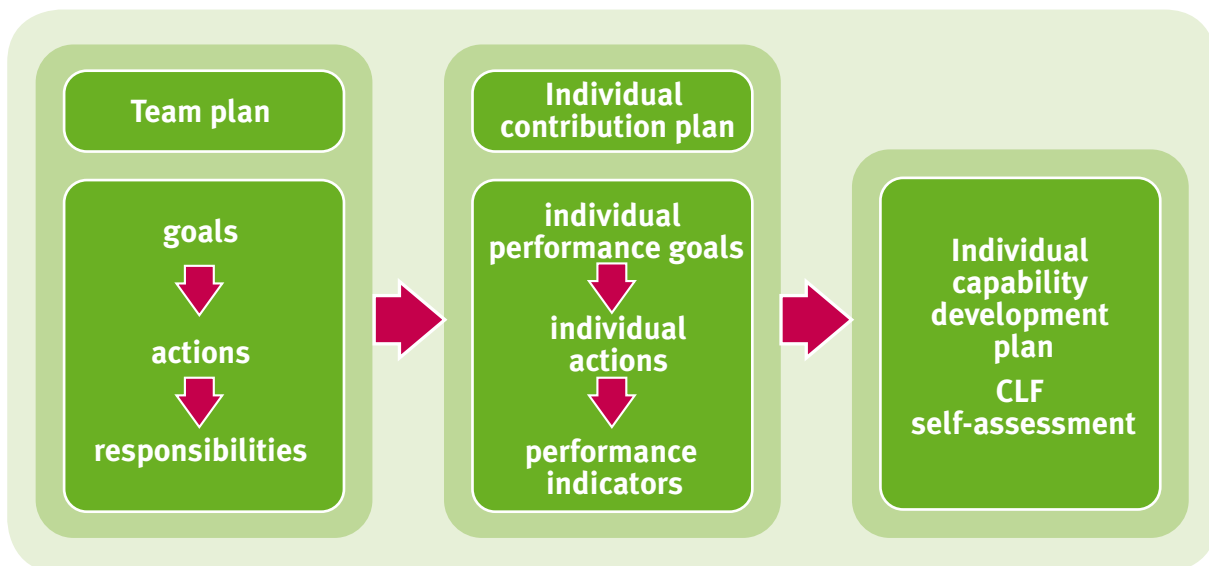 Team plan
goals
actions
responsibilities
Individual
contribution plan
individual
performance goals
individual
actions
performance
indicators
Individual
capability
development
plan
CLF
self-assessment